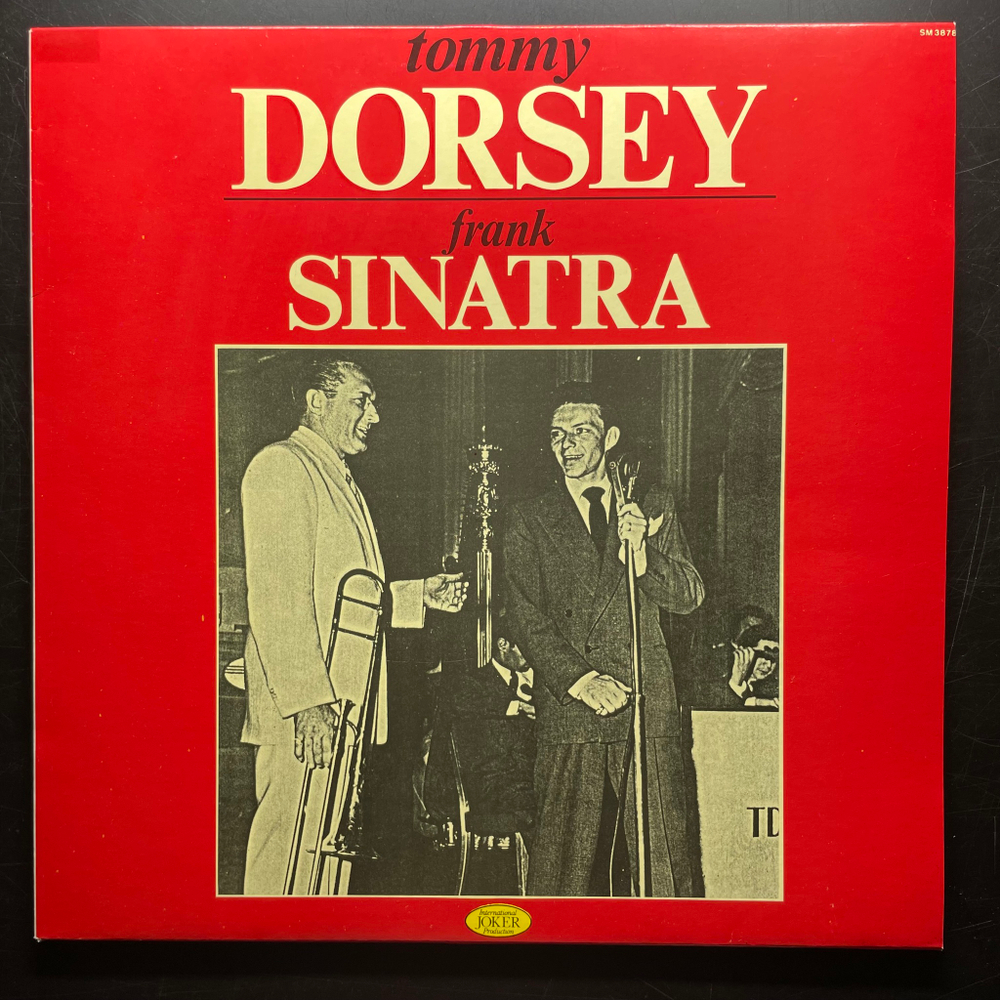 SM 3878
tommy
DORSEY
frank
SINATRA
TD
International
JOKER
Production